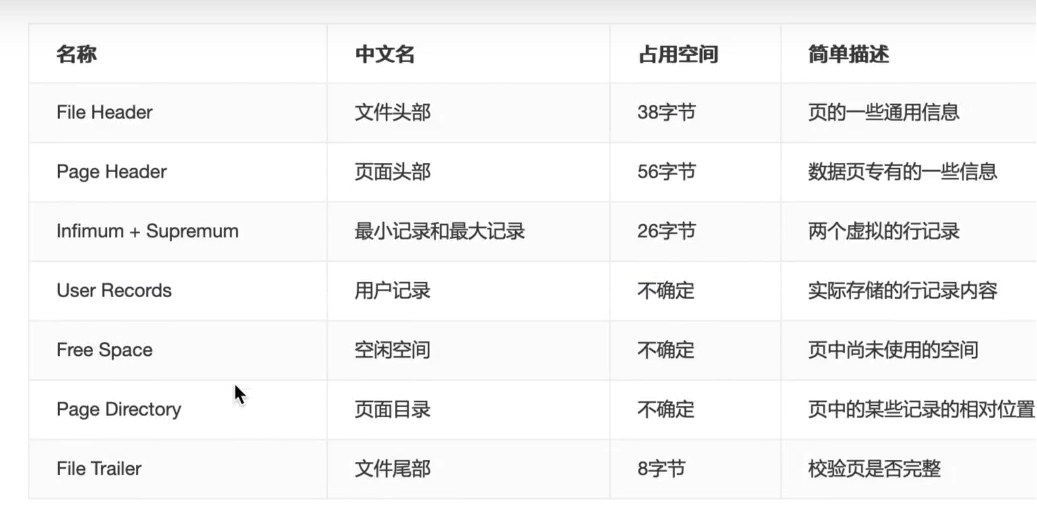 名称 中文名 占用空间 简单描述
File Header 文件头部 38字节 页的一些通用信息
Page Header 页面头部 56字节 数据页专有的一些信息
Infimum + Supremum 最小记录和最大记录 26字节 两个虚拟的行记录
User Records 用户记录 不确定 实际存储的行记录内容
Free Space 空闲空间 不确定 页中尚未使用的空间
Page Directory 页面目录 不确定 页中的某些记录的相对位置
File Trailer 文件尾部 8字节 校验页是否完整